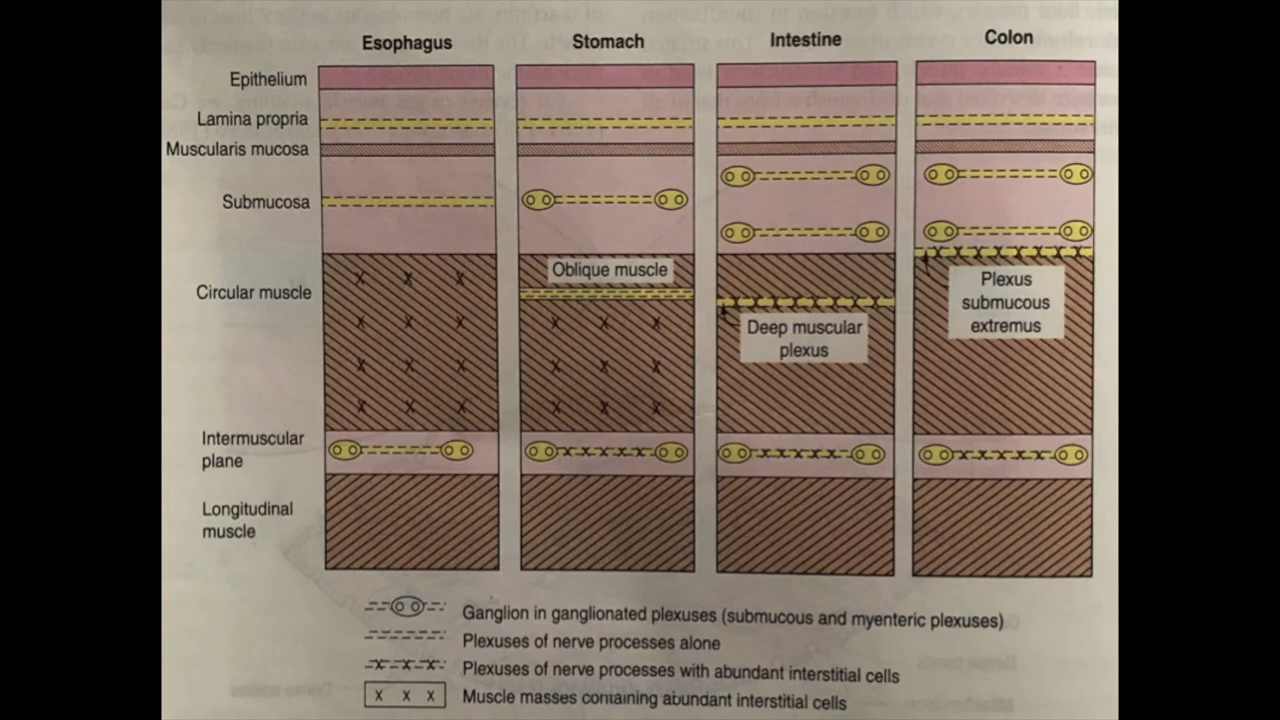 Esophagus
Stomach
Intestine
Colon
Epithelium
Lamina propria
Muscularis mucosa
Submucosa
Circular muscle
Intermuscular
plane
Longitudinal
muscle
Oblique muscle
Deep muscular
plexus
Plexus
submucous
extremus
Ganglion in ganglionated plexuses (submucous and myenteric plexuses)
Plexuses of nerve processes alone
Plexuses of nerve processes with abundant interstitial cells
X X X
Muscle masses containing abundant interstitial cells